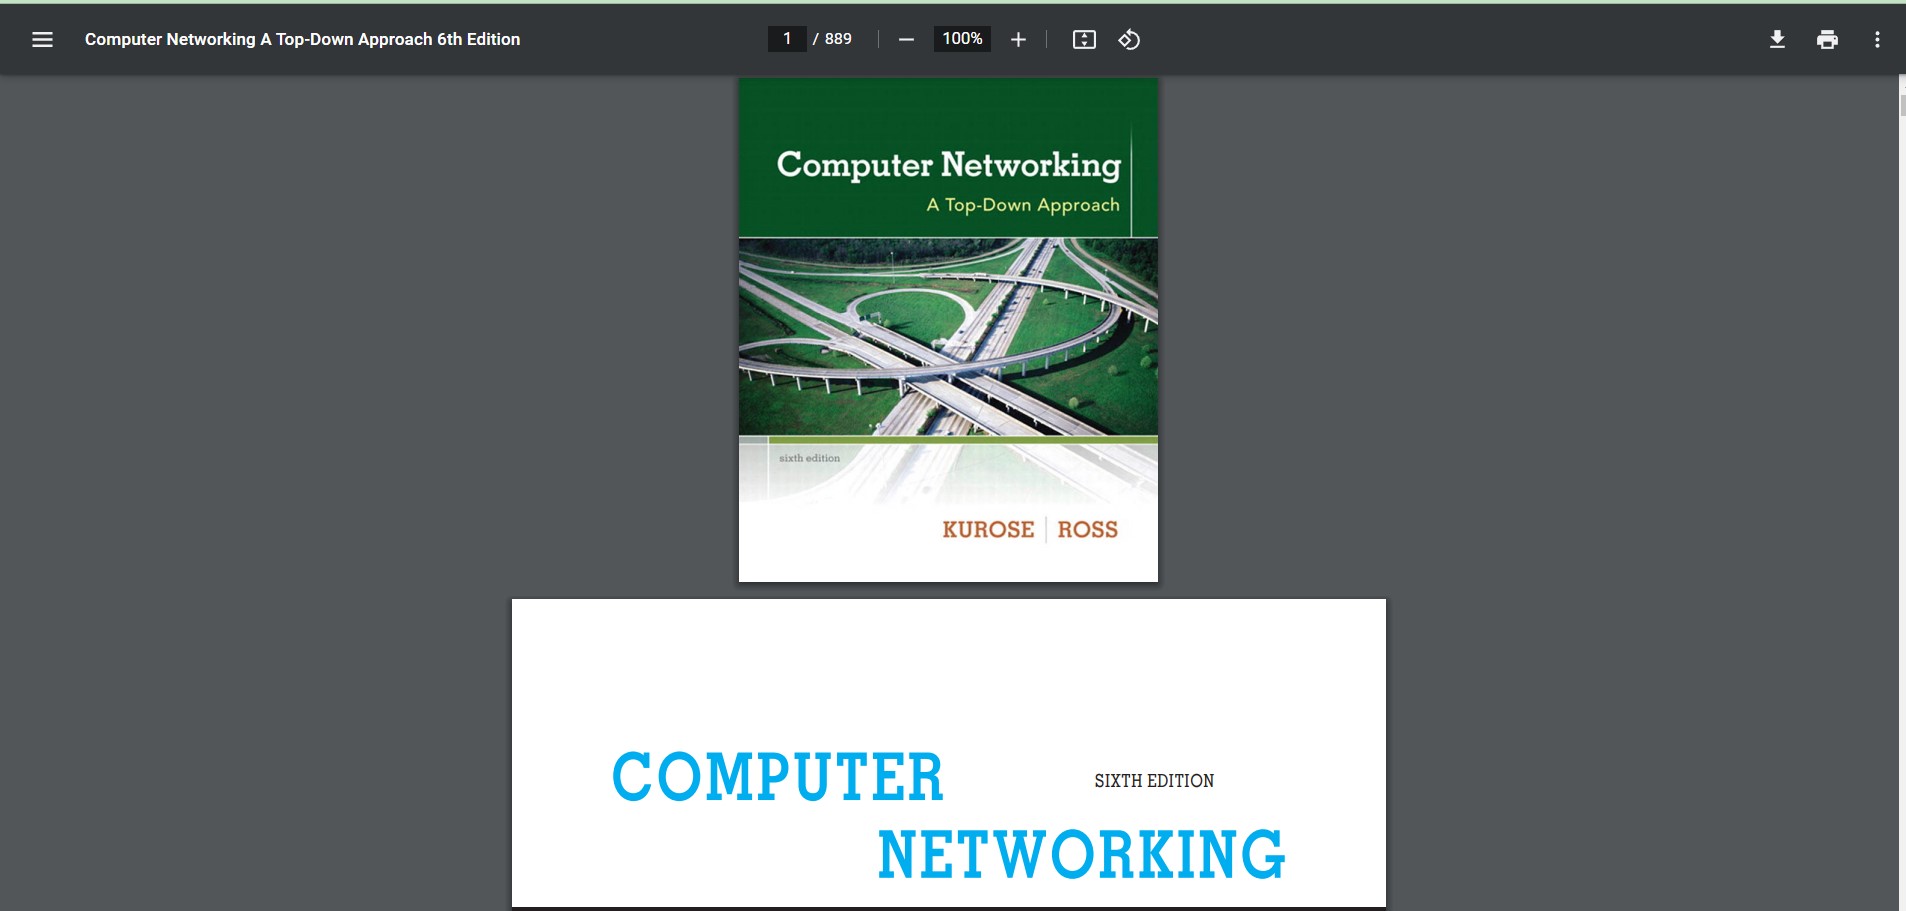 Computer Networking A Top-Down Approach 6th Edition
1 / 889
100%
Computer Networking
A Top-Down Approach
sixth edition
KUROSE ROSS
COMPUTER
SIXTH EDITION
NETWORKING